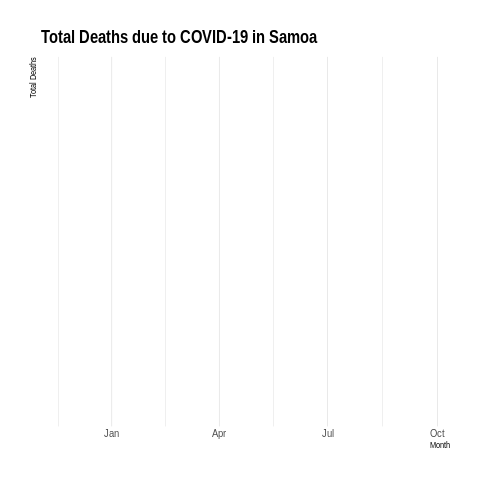 Total Deaths due to COVID-19 in Samoa
Total Deaths
Jan Apr Jul Oct
Month